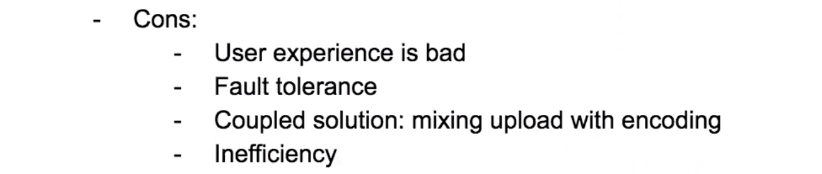 - Cons:
- User experience is bad
- Fault tolerance
- Coupled solution: mixing upload with encoding
- Inefficiency